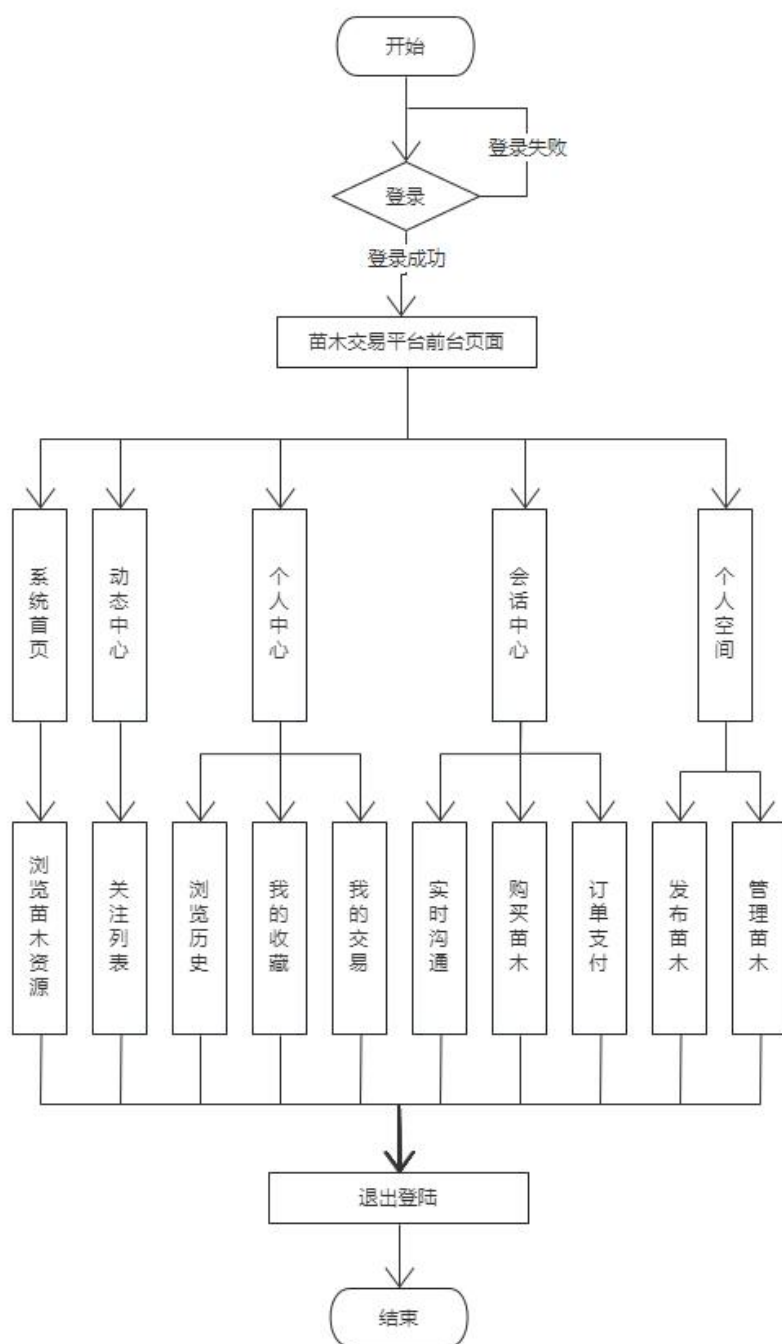 开始
登录失败
登录
登录成功
苗木交易平台前台页面
系统首页
动态中心
个人中心
会话中心
个人空间
浏览苗木资源
关注列表
浏览历史
我的收藏
我的交易
实时沟通
购买苗木
订单支付
发布苗木
管理苗木
退出登陆
结束